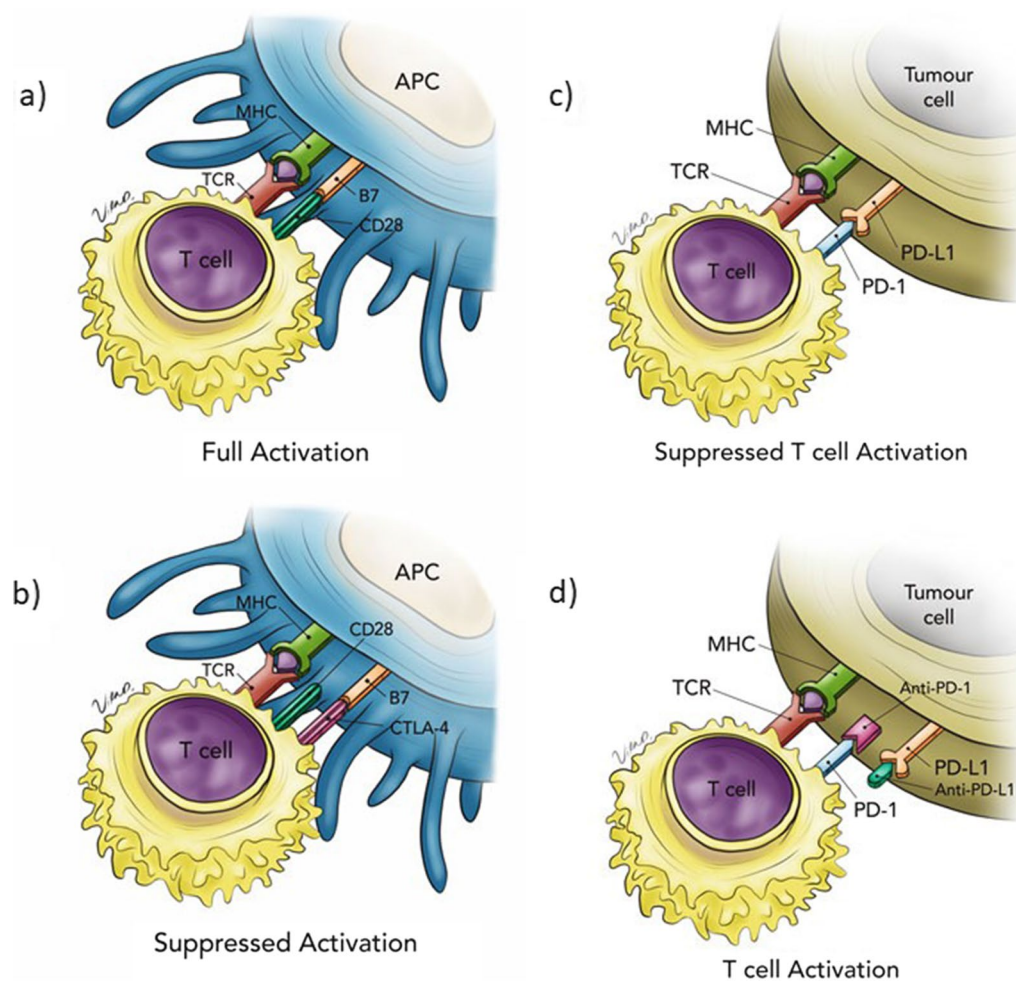 a)
APC
MHC
TCR
B7
CD28
T cell
Full Activation
b)
APC
MHC
CD28
TCR
B7
CTLA-4
T cell
Suppressed Activation
c)
Tumour
cell
MHC
TCR
PD-L1
PD-1
T cell
Suppressed T cell Activation
d)
Tumour
cell
MHC
Anti-PD-1
TCR
PD-L1
Anti-PD-L1
PD-1
T cell
T cell Activation